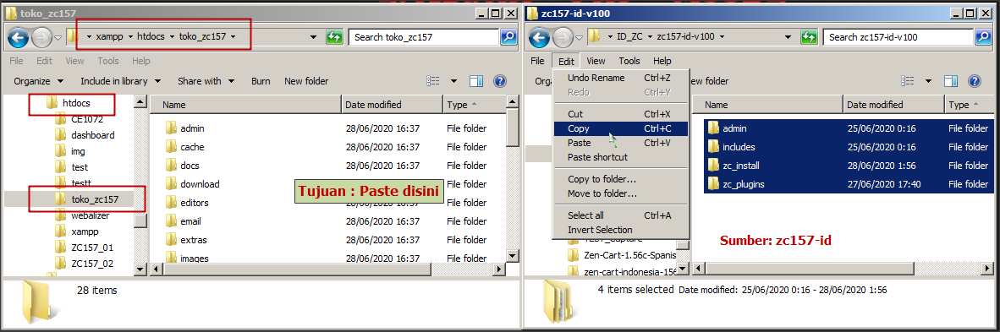 toko_zc157
xampp htdocs toko_zc157
Search toko_zc157
File Edit View Tools Help
Organize Include in library Share with Burn New folder
htdocs
CE1072
dashboard
img
test
testt
toko_zc157
webalizer
xampp
ZC157_01
ZC157_02
Name Date modified Type
admin 28/06/2020 16:37 File folder
cache 28/06/2020 16:37 File folder
docs 28/06/2020 16:37 File folder
download 28/06/2020 16:37 File folder
editors 28/06/2020 16:37 File folder
email 28/06/2020 16:37 File folder
extras 28/06/2020 16:37 File folder
images 28/06/2020 16:37 File folder
Tujuan : Paste disini
28 items
zc157-id-v100
ID_ZC zc157-id-v100
Search zc157-id-v100
File Edit View Tools Help
Orga ew folder
Undo Rename Ctrl+Z
Redo Ctrl+Y
Cut Ctrl+X
Copy Ctrl+C
Paste Ctrl+V
Paste shortcut
Copy to folder...
Move to folder...
Select all Ctrl+A
Invert Selection
TEST_Capture
Zen-Cart-1.56c-Spanis
zen-cart-indonesia-156
Name Date modified Type
admin 25/06/2020 0:16 File folder
includes 25/06/2020 0:16 File folder
zc_install 28/06/2020 1:56 File folder
zc_plugins 27/06/2020 17:40 File folder
Sumber: zc157-id
4 items selected Date modified: 25/06/2020 0:16 - 28/06/2020 1:56